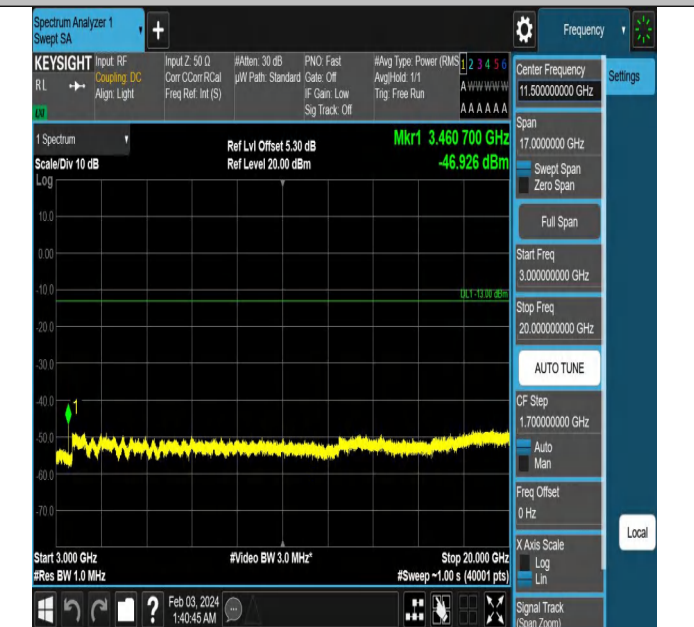 Spectrum Analyzer 1
Swept SA
+
Frequency
KEYSIGHT
RL
Input: RF
Coupling: DC
Align: Light
Input Z: 50 Ω
Corr CCorr RCal
Freq Ref: Int (S)
#Atten: 30 dB
µW Path: Standard
PNO: Fast
Gate: Off
IF Gain: Low
Sig Track: Off
#Avg Type: Power (RMS
Avg|Hold: 1/1
Trig: Free Run
1 2 3 4 5 6
A W W W W W
A A A A A A
1 Spectrum
Scale/Div 10 dB
Log
Ref Lvl Offset 5.30 dB
Ref Level 20.00 dBm
Mkr1 3.460 700 GHz
-46.926 dBm
10.0
0.00
-10.0
DL1 -13.00 dBm
-20.0
-30.0
-40.0
1
-50.0
-60.0
-70.0
Start 3.000 GHz
#Res BW 1.0 MHz
#Video BW 3.0 MHz*
Stop 20.000 GHz
#Sweep ~1.00 s (40001 pts)
?
Feb 03, 2024
1:40:45 AM
Center Frequency
11.50000000 GHz
Settings
Span
17.0000000 GHz
Swept Span
Zero Span
Full Span
Start Freq
3.000000000 GHz
Stop Freq
20.000000000 GHz
AUTO TUNE
CF Step
1.700000000 GHz
Auto
Man
Freq Offset
0 Hz
X Axis Scale
Log
Lin
Local
Signal Track
(Span Zoom)